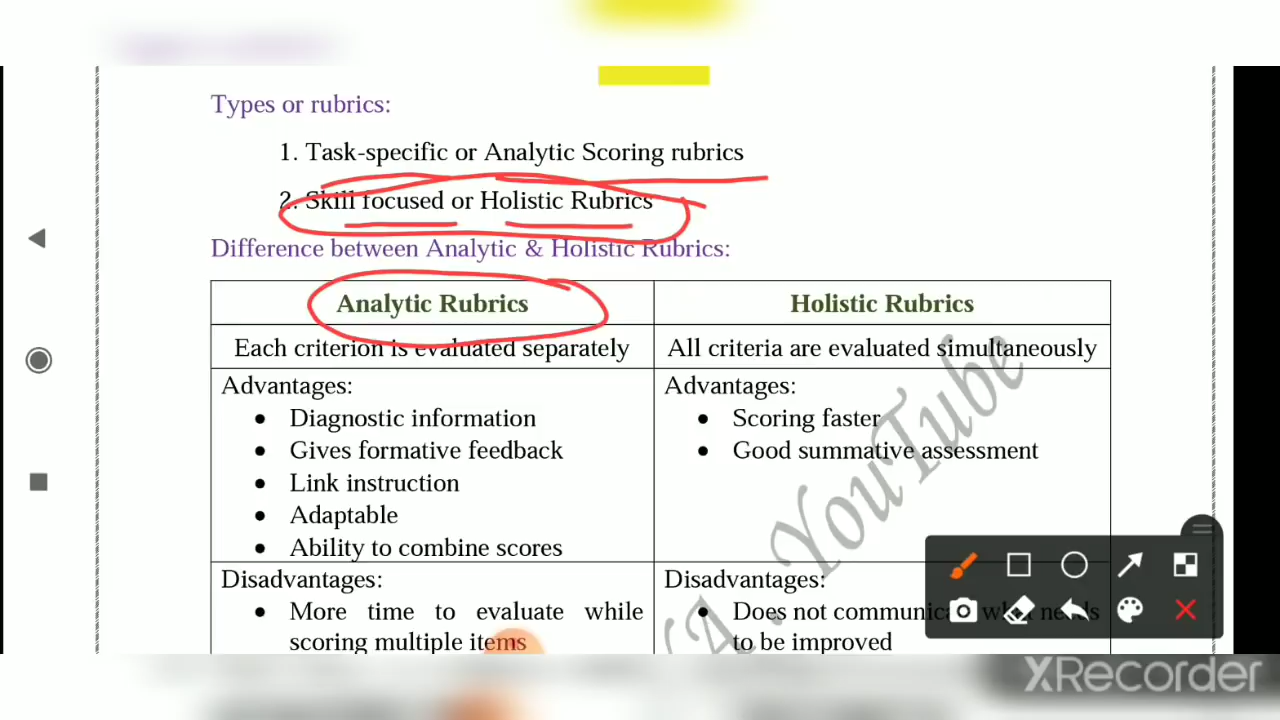 Types or rubrics:
1. Task-specific or Analytic Scoring rubrics
2. Skill focused or Holistic Rubrics
Difference between Analytic & Holistic Rubrics:
Analytic Rubrics
Holistic Rubrics
Each criterion is evaluated separately
All criteria are evaluated simultaneously
Advantages:
• Diagnostic information
• Gives formative feedback
• Link instruction
• Adaptable
• Ability to combine scores
Advantages:
• Scoring faster
• Good summative assessment
Disadvantages:
• More time to evaluate while
scoring multiple items
Disadvantages:
• Does not communicate what needs
to be improved
YouTube
XRecorder